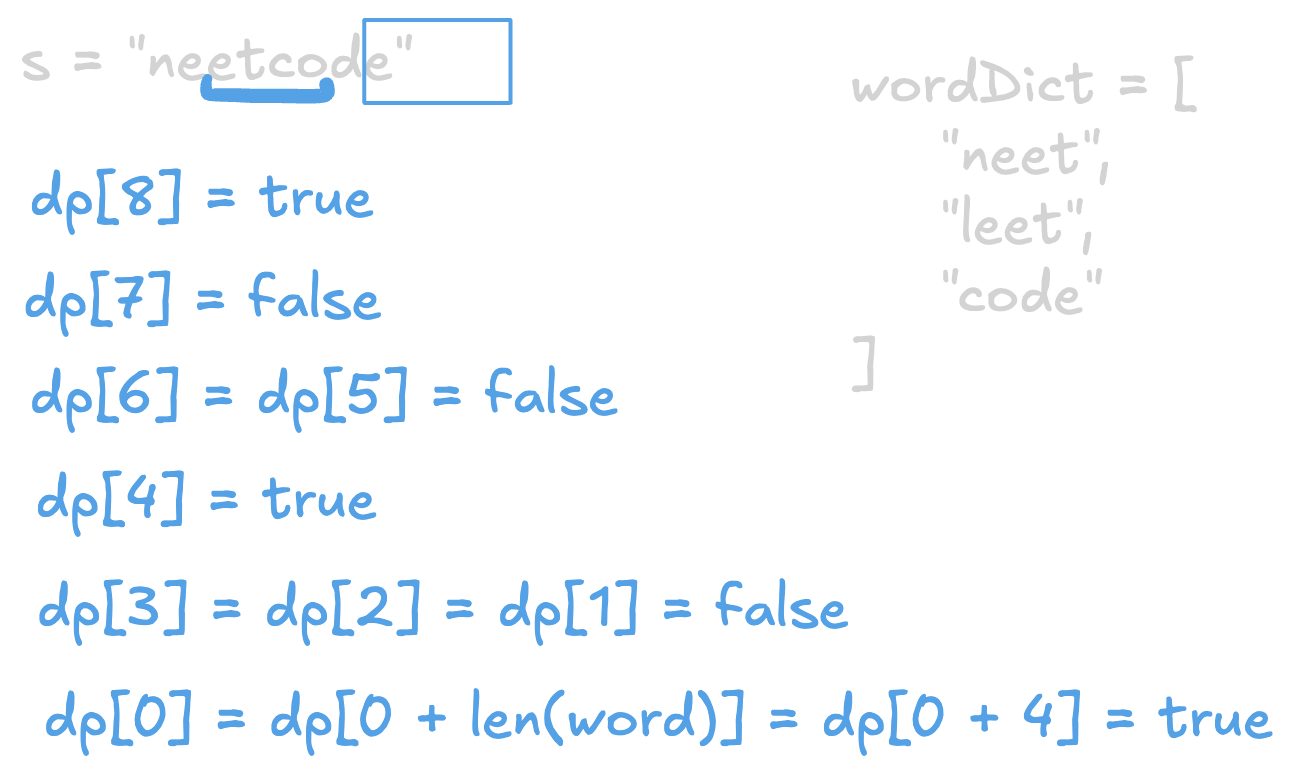 s = "neetcode"
wordDict = [
"neet",
"leet",
"code"
]
dp[8] = true
dp[7] = false
dp[6] = dp[5] = false
dp[4] = true
dp[3] = dp[2] = dp[1] = false
dp[0] = dp[0 + len(word)] = dp[0 + 4] = true